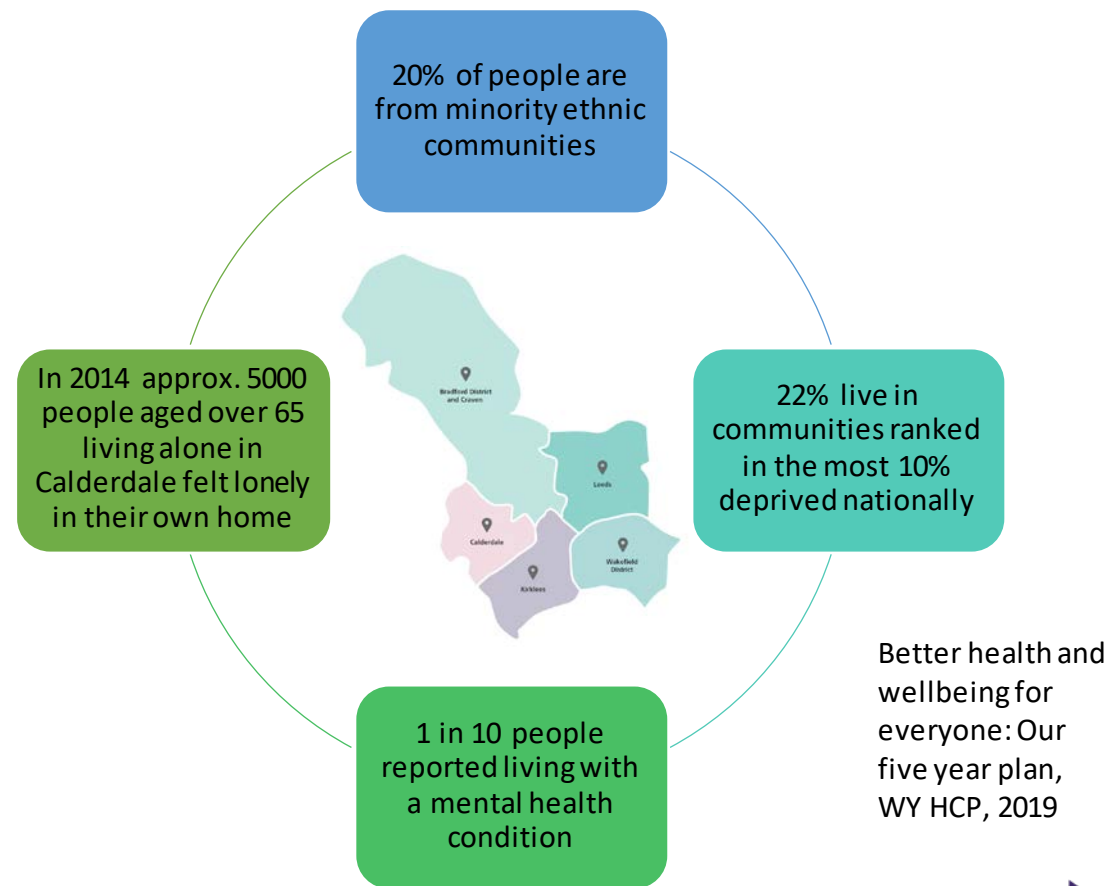 20% of people are
from minority ethnic
communities
In 2014 approx. 5000
people aged over 65
living alone in
Calderdale felt lonely
in their own home
22% live in
communities ranked
in the most 10%
deprived nationally
Bradford District
and Craven
Leeds
Calderdale
Wakefield
District
Kirklees
1 in 10 people
reported living with
a mental health
condition
Better health and
wellbeing for
everyone: Our
five year plan,
WY HCP, 2019